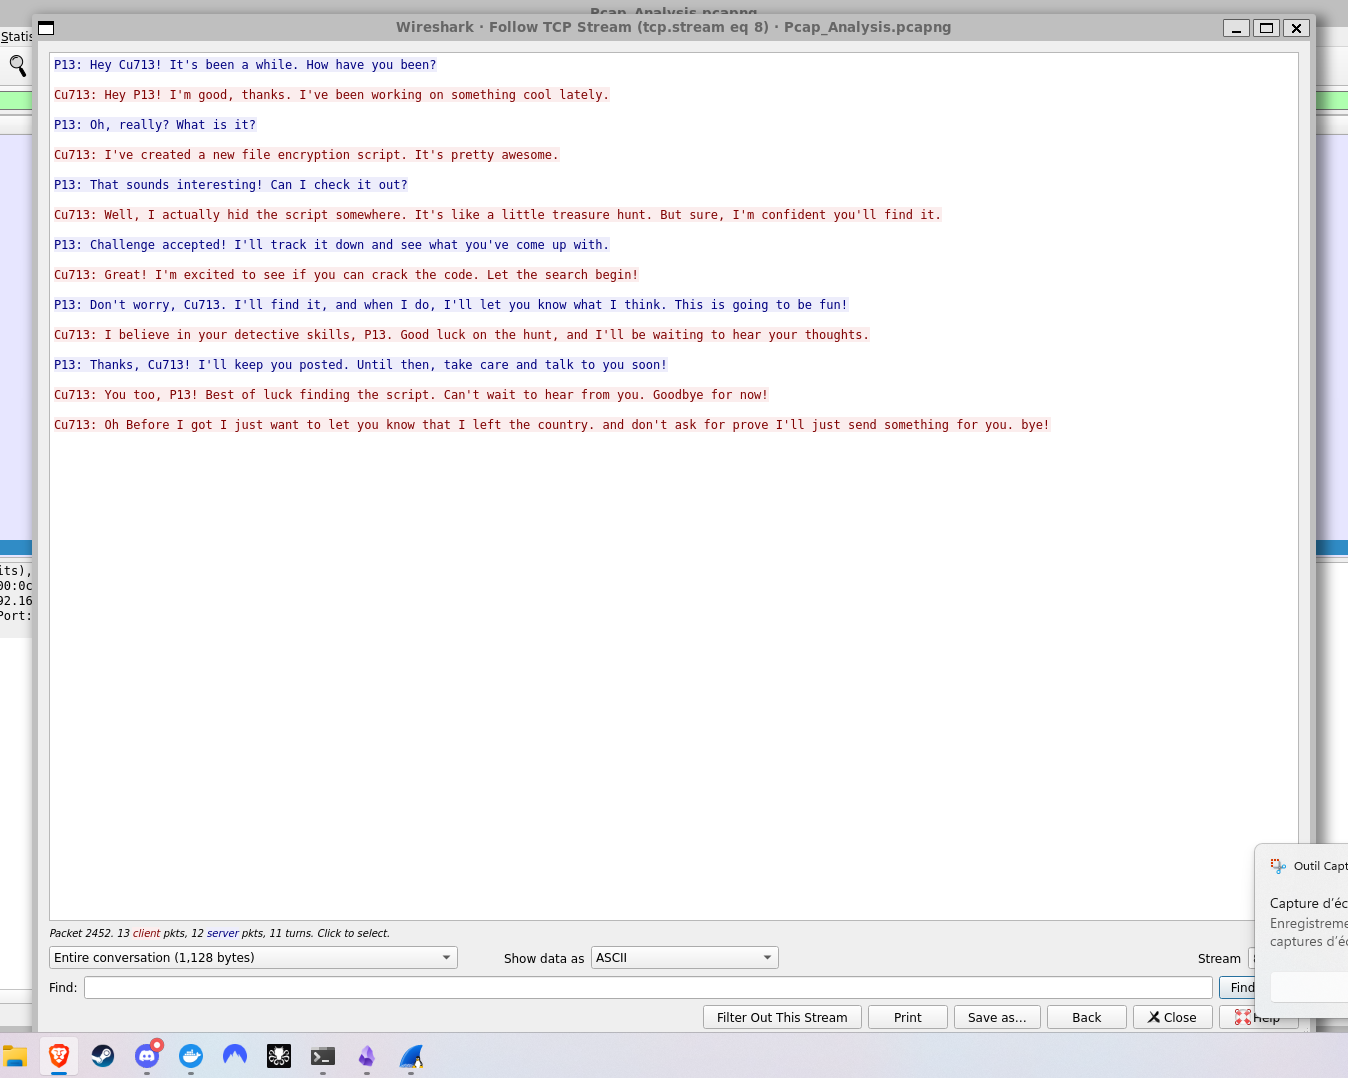 Pcap_Analysis.pcapng
Wireshark · Follow TCP Stream (tcp.stream eq 8) · Pcap_Analysis.pcapng
Statis
P13: Hey Cu713! It's been a while. How have you been?
Cu713: Hey P13! I'm good, thanks. I've been working on something cool lately.
P13: Oh, really? What is it?
Cu713: I've created a new file encryption script. It's pretty awesome.
P13: That sounds interesting! Can I check it out?
Cu713: Well, I actually hid the script somewhere. It's like a little treasure hunt. But sure, I'm confident you'll find it.
P13: Challenge accepted! I'll track it down and see what you've come up with.
Cu713: Great! I'm excited to see if you can crack the code. Let the search begin!
P13: Don't worry, Cu713. I'll find it, and when I do, I'll let you know what I think. This is going to be fun!
Cu713: I believe in your detective skills, P13. Good luck on the hunt, and I'll be waiting to hear your thoughts.
P13: Thanks, Cu713! I'll keep you posted. Until then, take care and talk to you soon!
Cu713: You too, P13! Best of luck finding the script. Can't wait to hear from you. Goodbye for now!
Cu713: Oh Before I got I just want to let you know that I left the country. and don't ask for prove I'll just send something for you. bye!
its),
00:0c
92.16
Port:
Outil Capt
Capture d'éc
Enregistreme
captures d'éc
Packet 2452. 13 client pkts, 12 server pkts, 11 turns. Click to select.
Entire conversation (1,128 bytes)
Show data as
ASCII
Stream
Find:
Find
Filter Out This Stream
Print
Save as...
Back
Close
Help